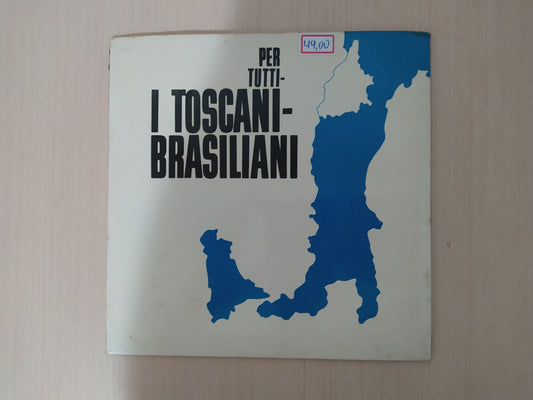 49,00
PER
TUTTI-
I TOSCANI-
BRASILIANI